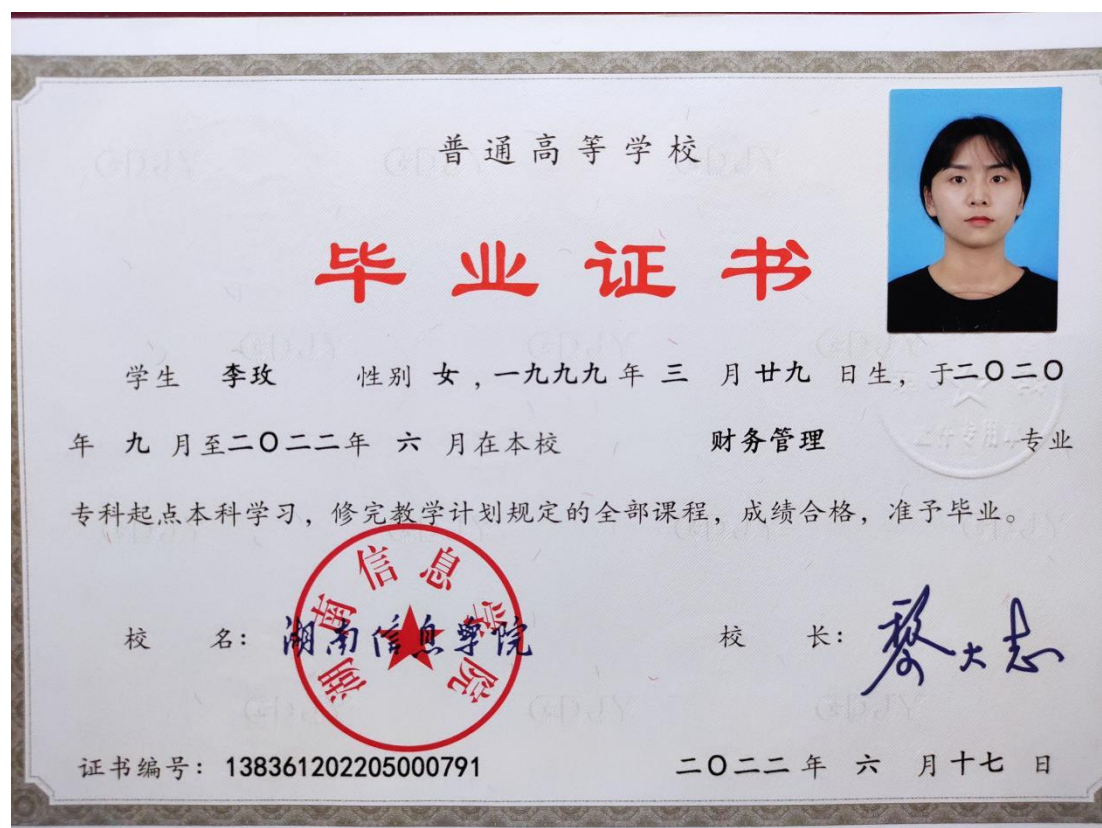 普通高等学校
毕业证书
学生 李玫 性别 女，一九九九年 三 月 廿九 日生，于二〇二〇
年 九 月至二〇二二年 六 月在本校 财务管理 专业
专科起点本科学习，修完教学计划规定的全部课程，成绩合格，准予毕业。
校 名：湖南信息学院 校 长：黎大志
湖南信息学院
证书编号：138361202205000791 二〇二二年 六 月十七 日